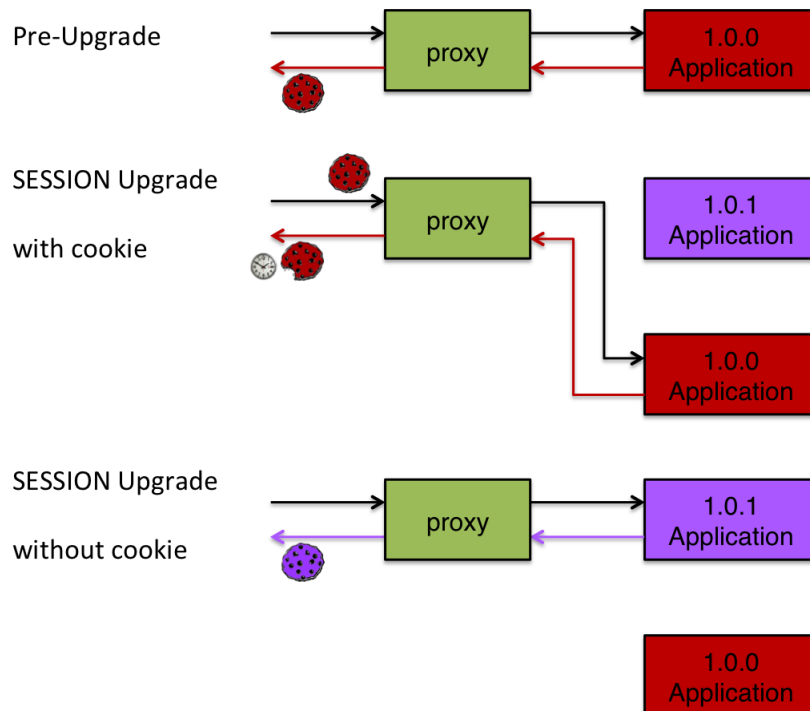 Pre-Upgrade
proxy
1.0.0
Application
SESSION Upgrade
with cookie
proxy
1.0.1
Application
1.0.0
Application
SESSION Upgrade
without cookie
proxy
1.0.1
Application
1.0.0
Application